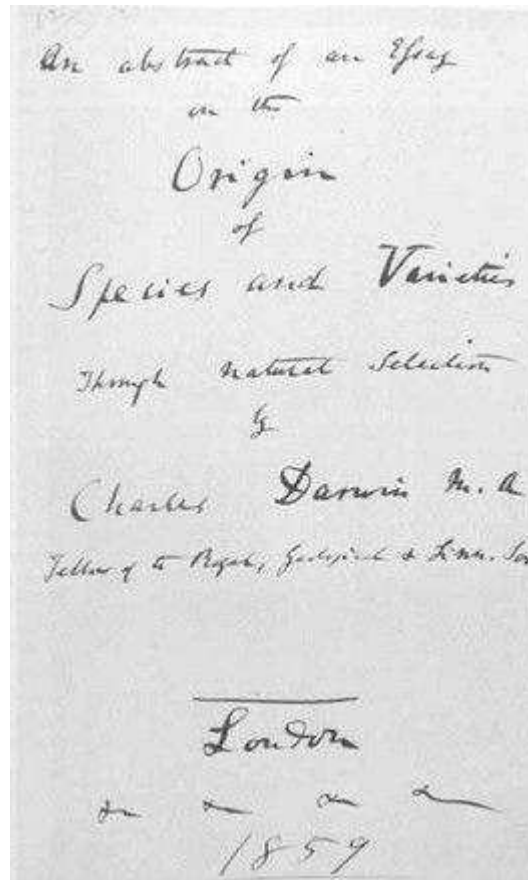 An abstract of an Essay
on the
Origin
of
Species and Varieties
Through natural Selection
by
Charles Darwin M. A
Fellow of the Royal, Geological & Linn. Soc
London
&c &c &c &c
1859